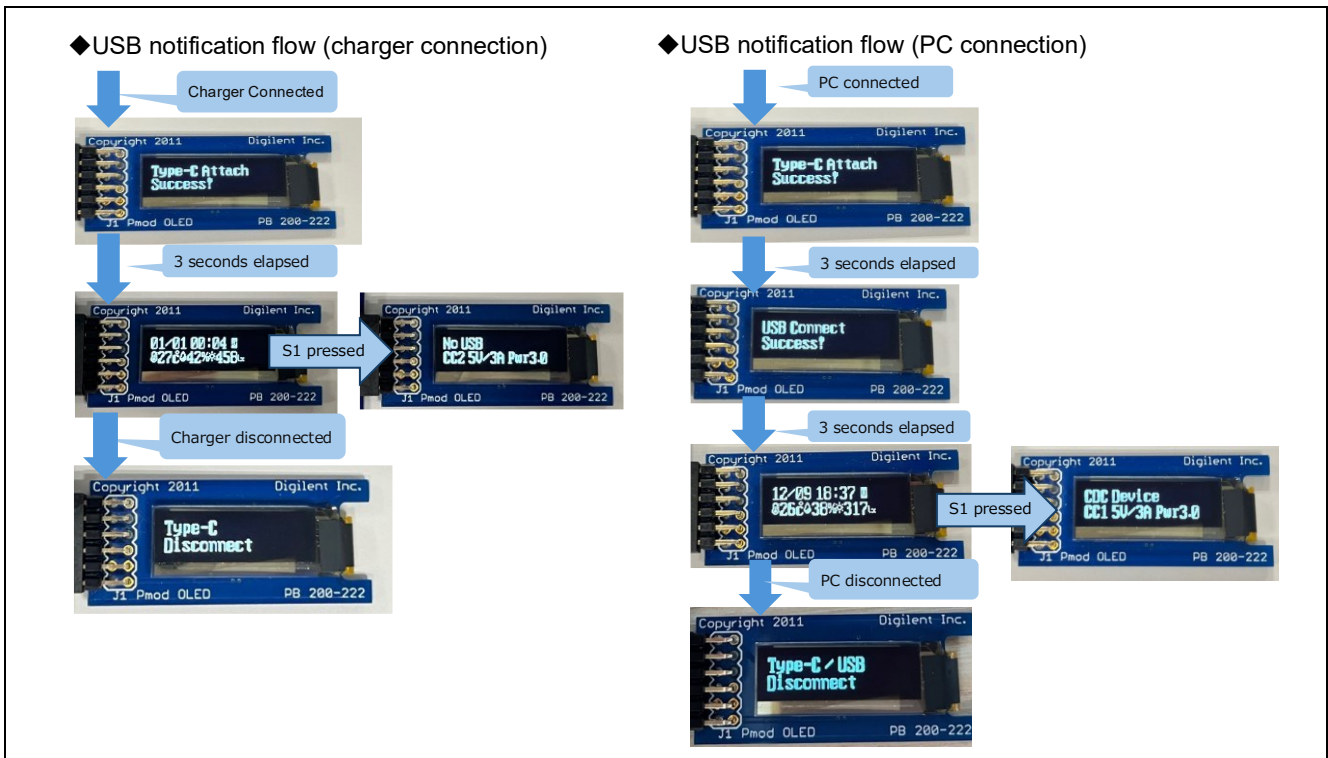 ◆USB notification flow (charger connection)
Charger Connected
Copyright 2011 Digilent Inc.
Type-C Attach
Success!
J1 Pmod OLED PB 200-222
3 seconds elapsed
Copyright 2011 Digilent Inc.
01/01 00:04
27 42% 458
J1 Pmod OLED PB 200-222
S1 pressed
Copyright 2011 Digilent Inc.
No USB
CC2 5V/3A Pwr3.0
J1 Pmod OLED PB 200-222
Charger disconnected
Copyright 2011 Digilent Inc.
Type-C
Disconnect
J1 Pmod OLED PB 200-222
◆USB notification flow (PC connection)
PC connected
Copyright 2011 Digilent Inc.
Type-C Attach
Success!
J1 Pmod OLED PB 200-222
3 seconds elapsed
Copyright 2011 Digilent Inc.
USB Connect
Success!
J1 Pmod OLED PB 200-222
3 seconds elapsed
Copyright 2011 Digilent Inc.
12/09 18:37
26 38% 317
J1 Pmod OLED PB 200-222
S1 pressed
Copyright 2011 Digilent Inc.
CDC Device
CC1 5V/3A Pwr3.0
J1 Pmod OLED PB 200-222
PC disconnected
Copyright 2011 Digilent Inc.
Type-C / USB
Disconnect
J1 Pmod OLED PB 200-222